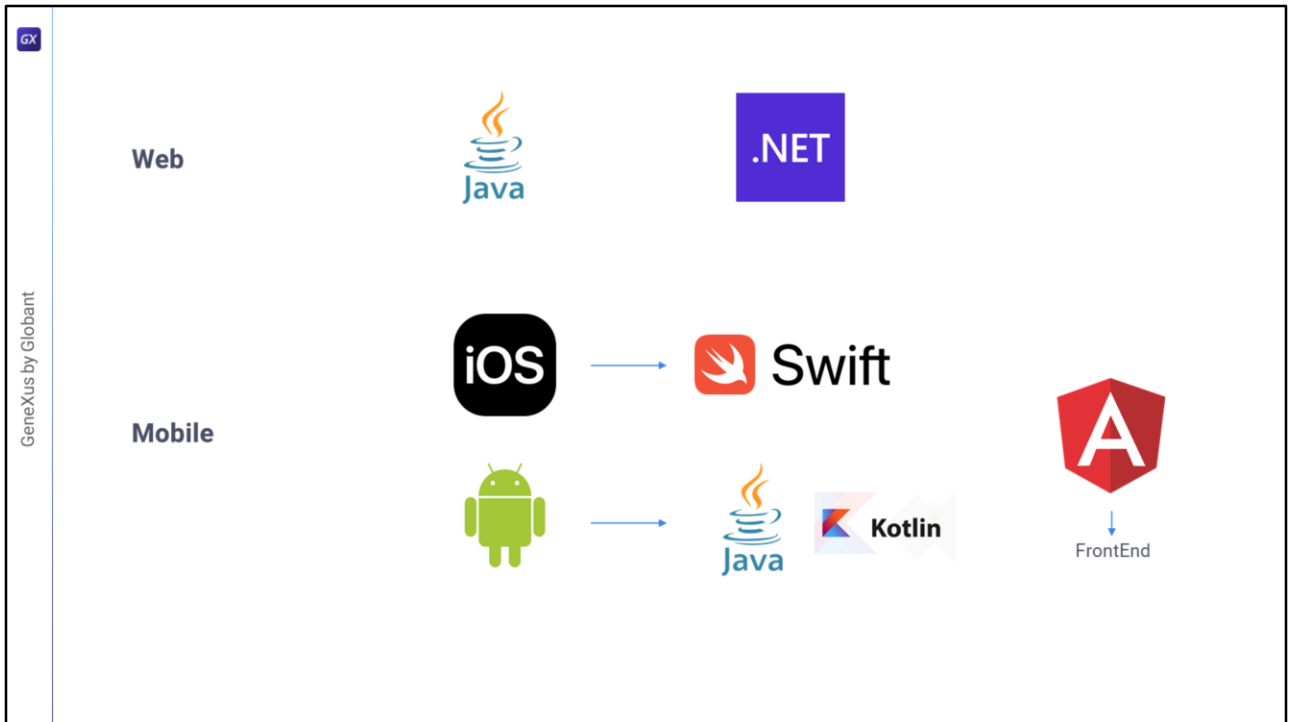 GX
GeneXus by Globant
Web
Java
.NET
iOS
Swift
Mobile
Java
Kotlin
FrontEnd